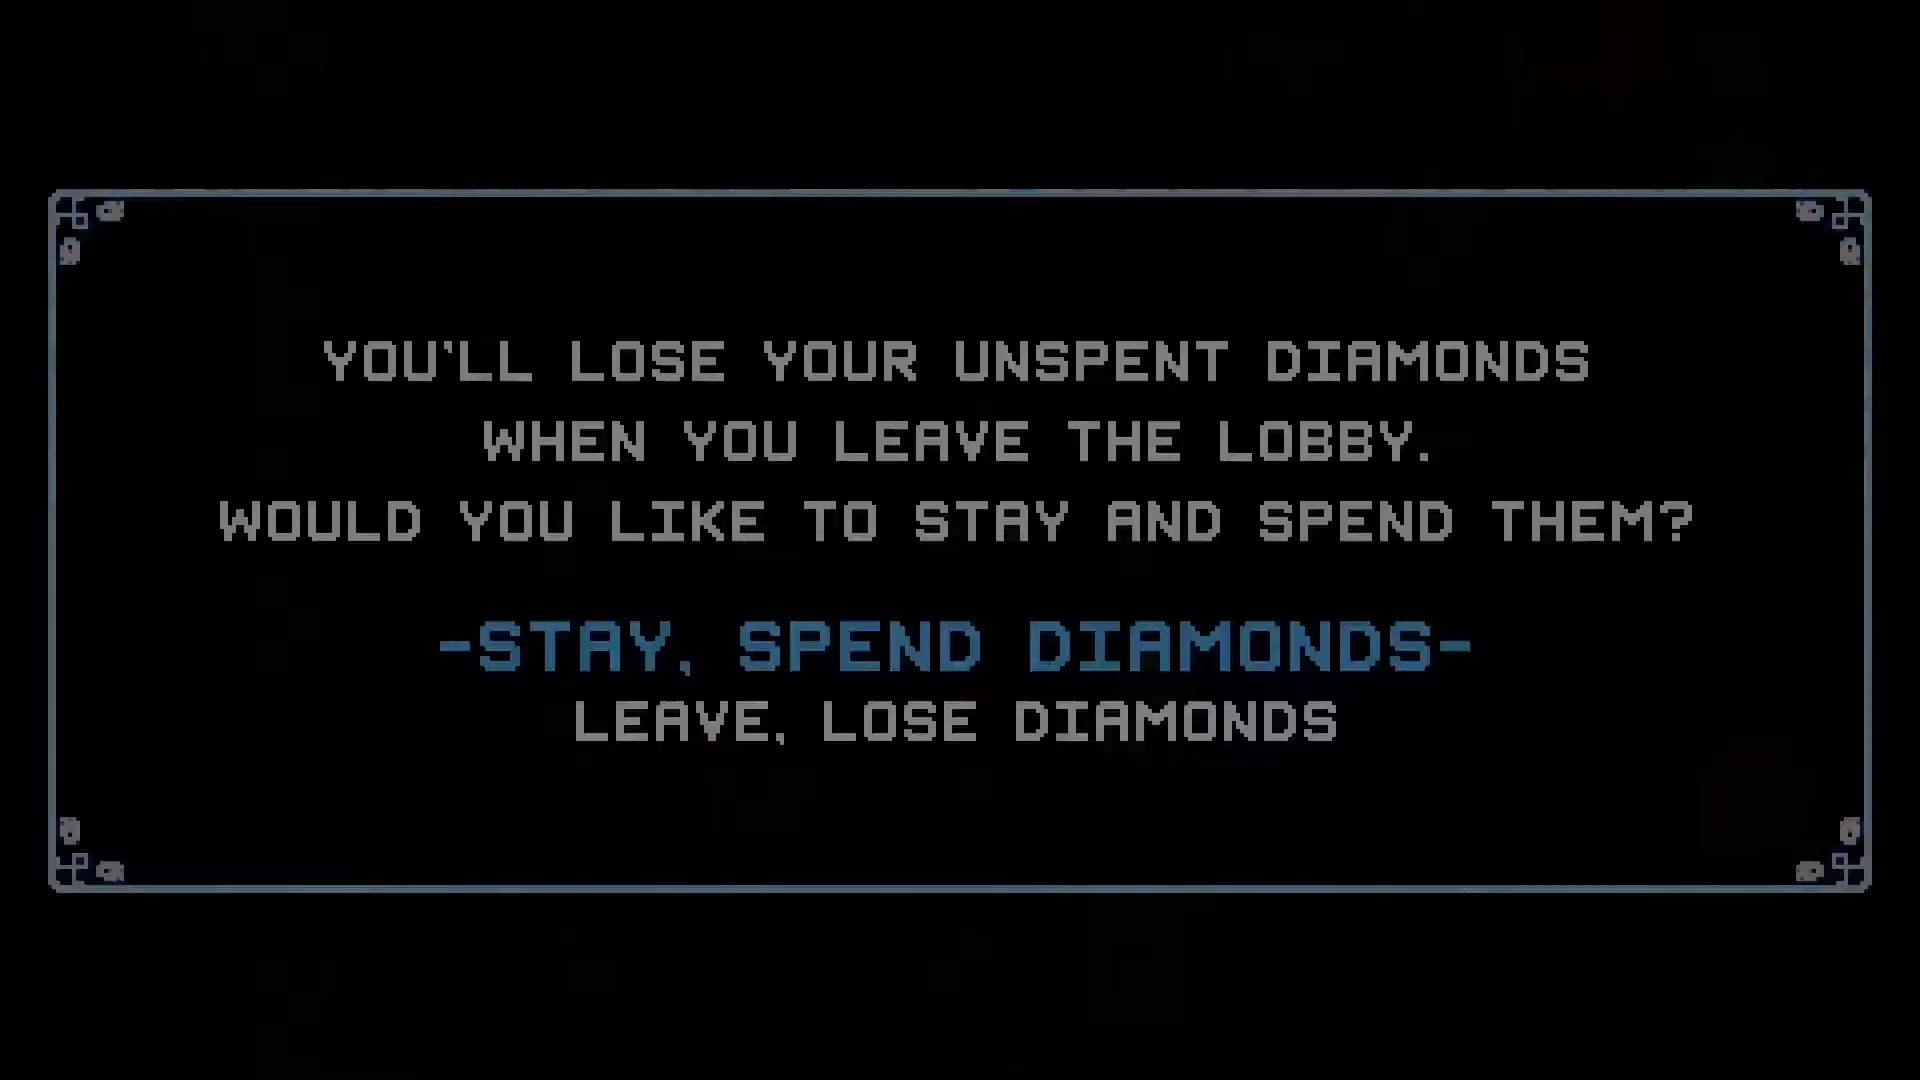 YOU'LL LOSE YOUR UNSPENT DIAMONDS
WHEN YOU LEAVE THE LOBBY.
WOULD YOU LIKE TO STAY AND SPEND THEM?
-STAY, SPEND DIAMONDS-
LEAVE, LOSE DIAMONDS